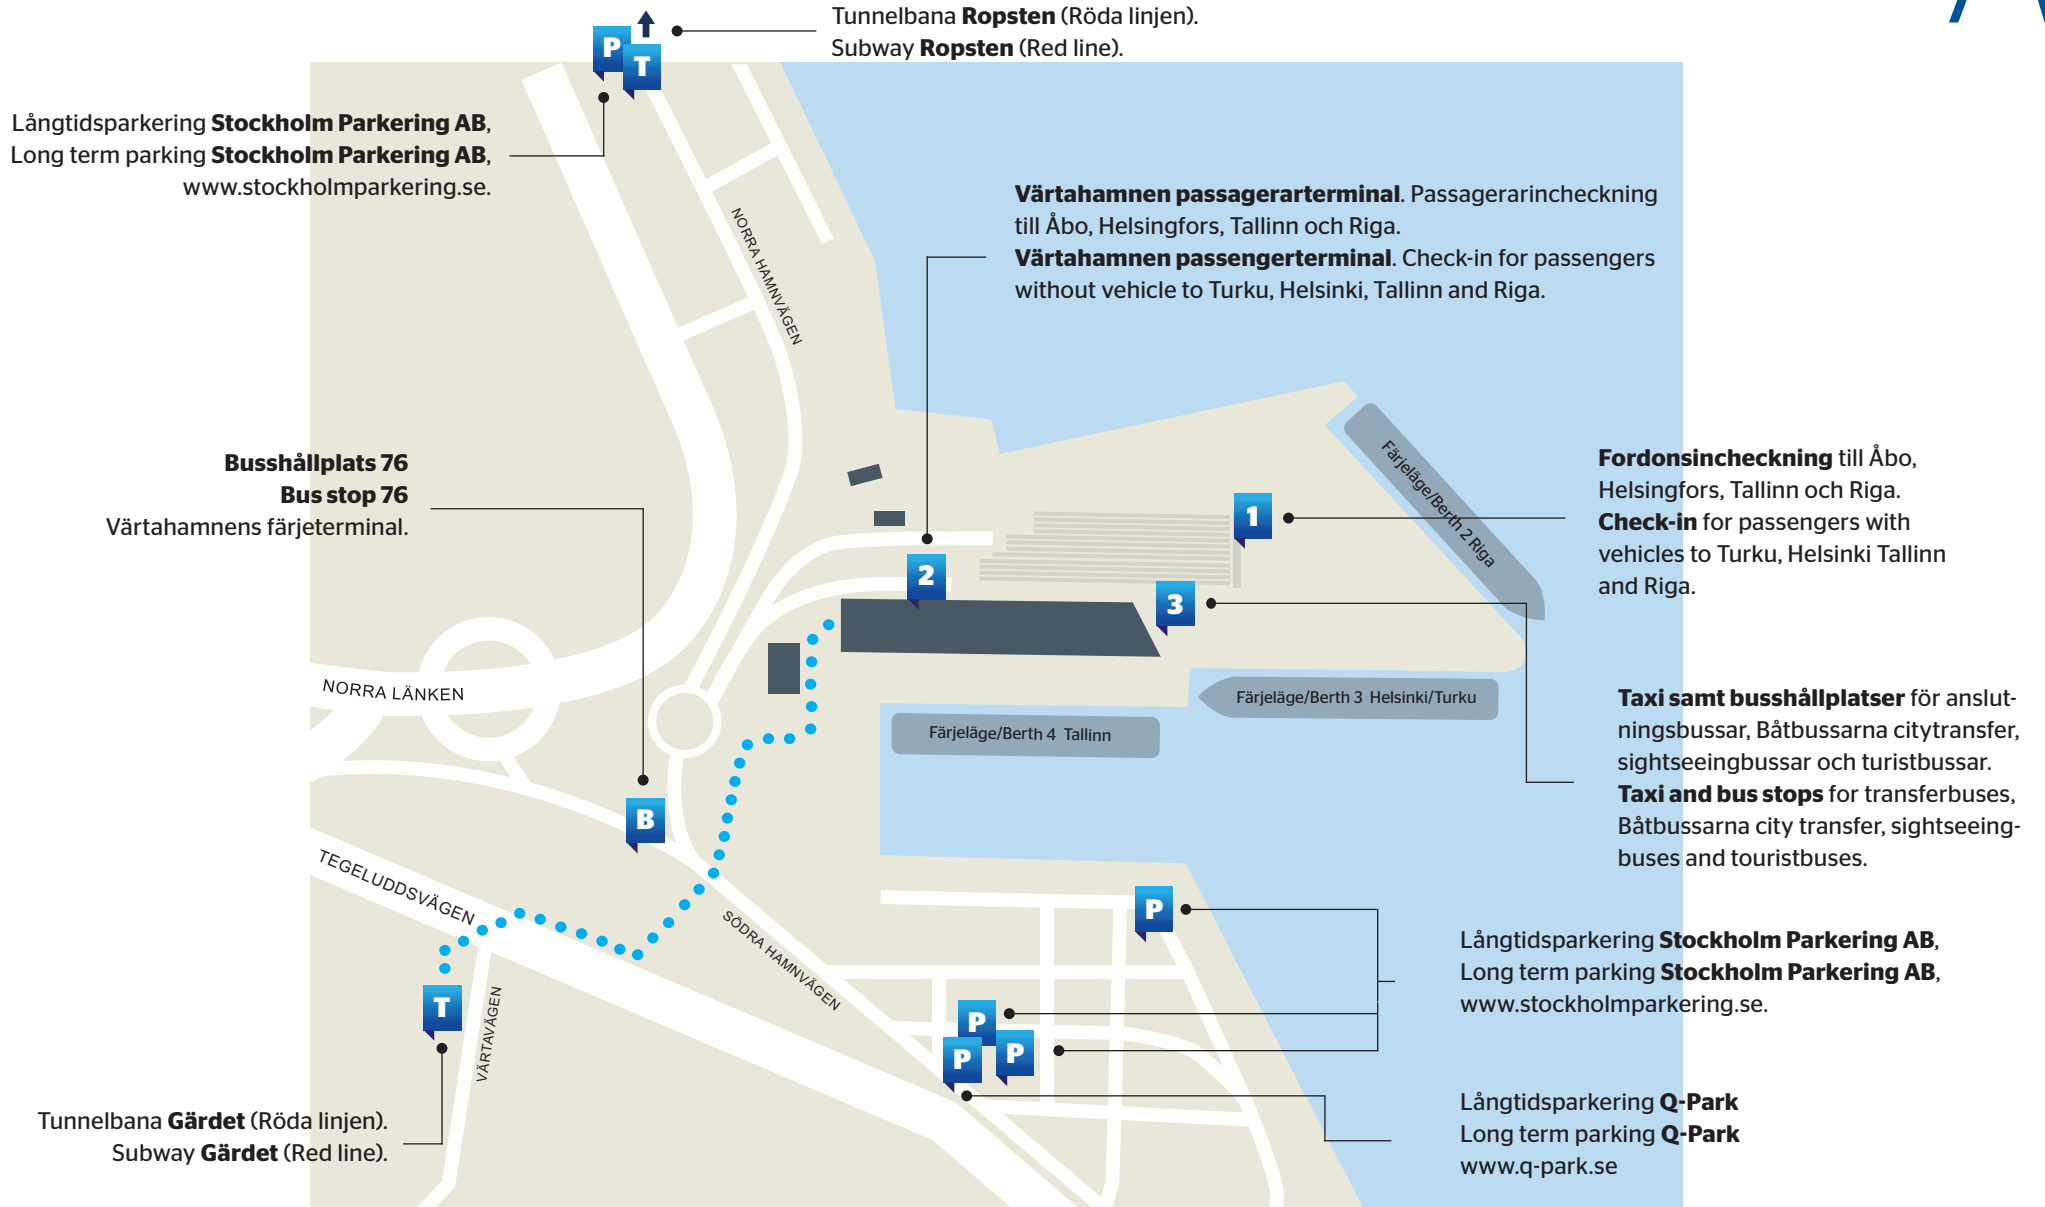 Tunnelbana Ropsten (Röda linjen).
Subway Ropsten (Red line).
P
T
Långtidsparkering Stockholm Parkering AB,
Long term parking Stockholm Parkering AB,
www.stockholmparkering.se.
NORRA HAMNVÄGEN
Värtahamnen passagerarterminal. Passagerarincheckning
till Åbo, Helsingfors, Tallinn och Riga.
Värtahamnen passengerterminal. Check-in for passengers
without vehicle to Turku, Helsinki, Tallinn and Riga.
Busshållplats 76
Bus stop 76
Värtahamnens färjeterminal.
Färjeläge/Berth 2 Riga
Fordonsincheckning till Åbo,
Helsingfors, Tallinn och Riga.
Check-in for passengers with
vehicles to Turku, Helsinki Tallinn
and Riga.
1
2
3
NORRA LÄNKEN
Färjeläge/Berth 3 Helsinki/Turku
Färjeläge/Berth 4 Tallinn
Taxi samt busshållplatser för anslut-
ningsbussar, Båtbussarna citytransfer,
sightseeingbussar och turistbussar.
Taxi and bus stops for transferbuses,
Båtbussarna city transfer, sightseeing-
buses and touristbuses.
B
TEGELUDDSVÄGEN
SÖDRA HAMNVÄGEN
P
Långtidsparkering Stockholm Parkering AB,
Long term parking Stockholm Parkering AB,
www.stockholmparkering.se.
T
VÄRTAVÄGEN
P
P
P
Tunnelbana Gärdet (Röda linjen).
Subway Gärdet (Red line).
Långtidsparkering Q-Park
Long term parking Q-Park
www.q-park.se